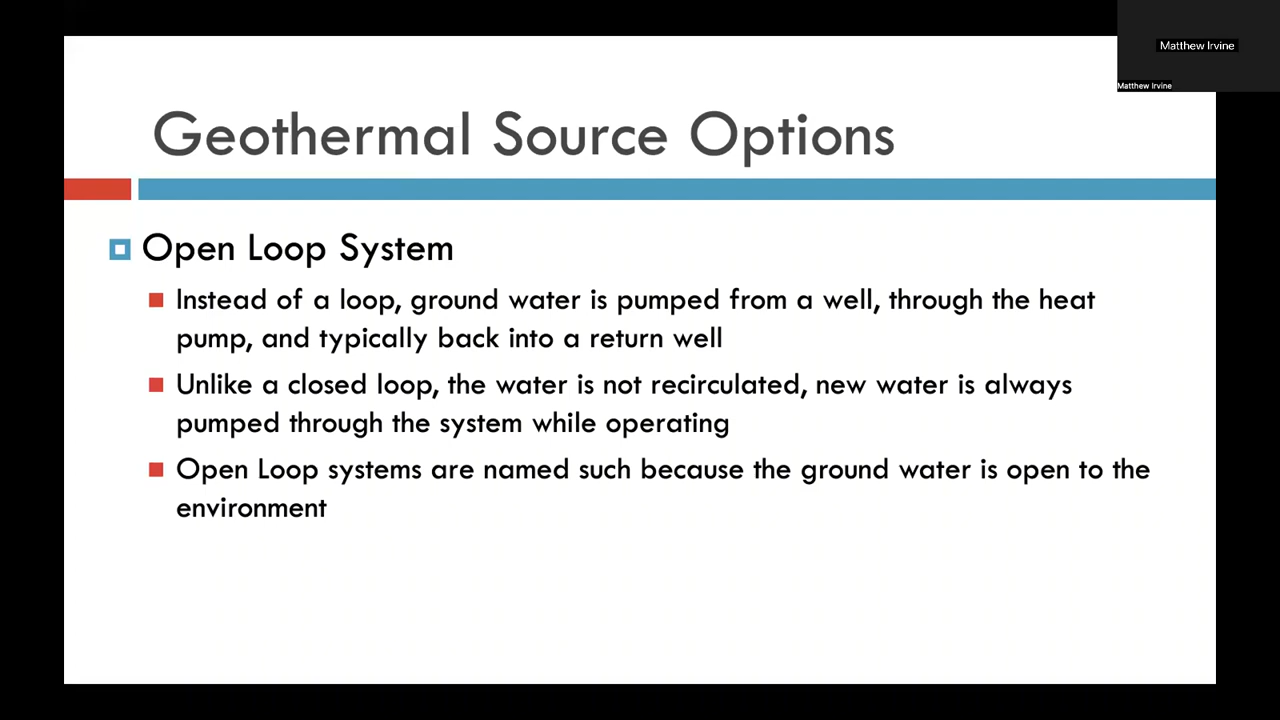 Matthew Irvine
Matthew Irvine
Geothermal Source Options
Open Loop System
Instead of a loop, ground water is pumped from a well, through the heat
pump, and typically back into a return well
Unlike a closed loop, the water is not recirculated, new water is always
pumped through the system while operating
Open Loop systems are named such because the ground water is open to the
environment